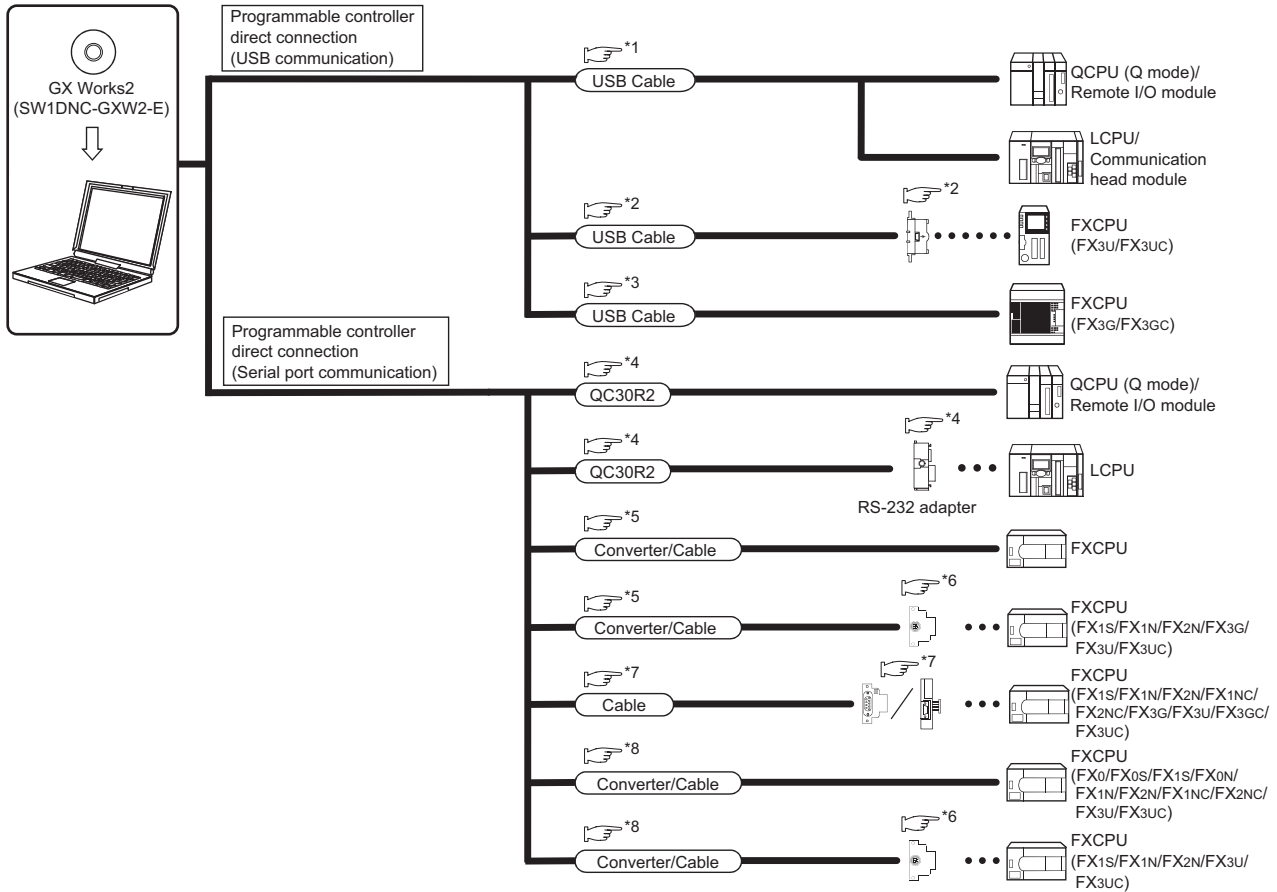 GX Works2
(SW1DNC-GXW2-E)
Programmable controller
direct connection
(USB communication)
*1
USB Cable
QCPU (Q mode)/
Remote I/O module
LCPU/
Communication
head module
*2
USB Cable
*2
FXCPU
(FX3U/FX3UC)
*3
USB Cable
FXCPU
(FX3G/FX3GC)
Programmable controller
direct connection
(Serial port communication)
*4
QC30R2
QCPU (Q mode)/
Remote I/O module
*4
QC30R2
*4
RS-232 adapter
LCPU
*5
Converter/Cable
FXCPU
*5
Converter/Cable
*6
FXCPU
(FX1S/FX1N/FX2N/FX3G/
FX3U/FX3UC)
*7
Cable
*7
FXCPU
(FX1S/FX1N/FX2N/FX1NC/
FX2NC/FX3G/FX3U/FX3GC/
FX3UC)
*8
Converter/Cable
FXCPU
(FX0/FX0S/FX1S/FX0N/
FX1N/FX2N/FX1NC/FX2NC/
FX3U/FX3UC)
*8
Converter/Cable
*6
FXCPU
(FX1S/FX1N/FX2N/FX3U/
FX3UC)